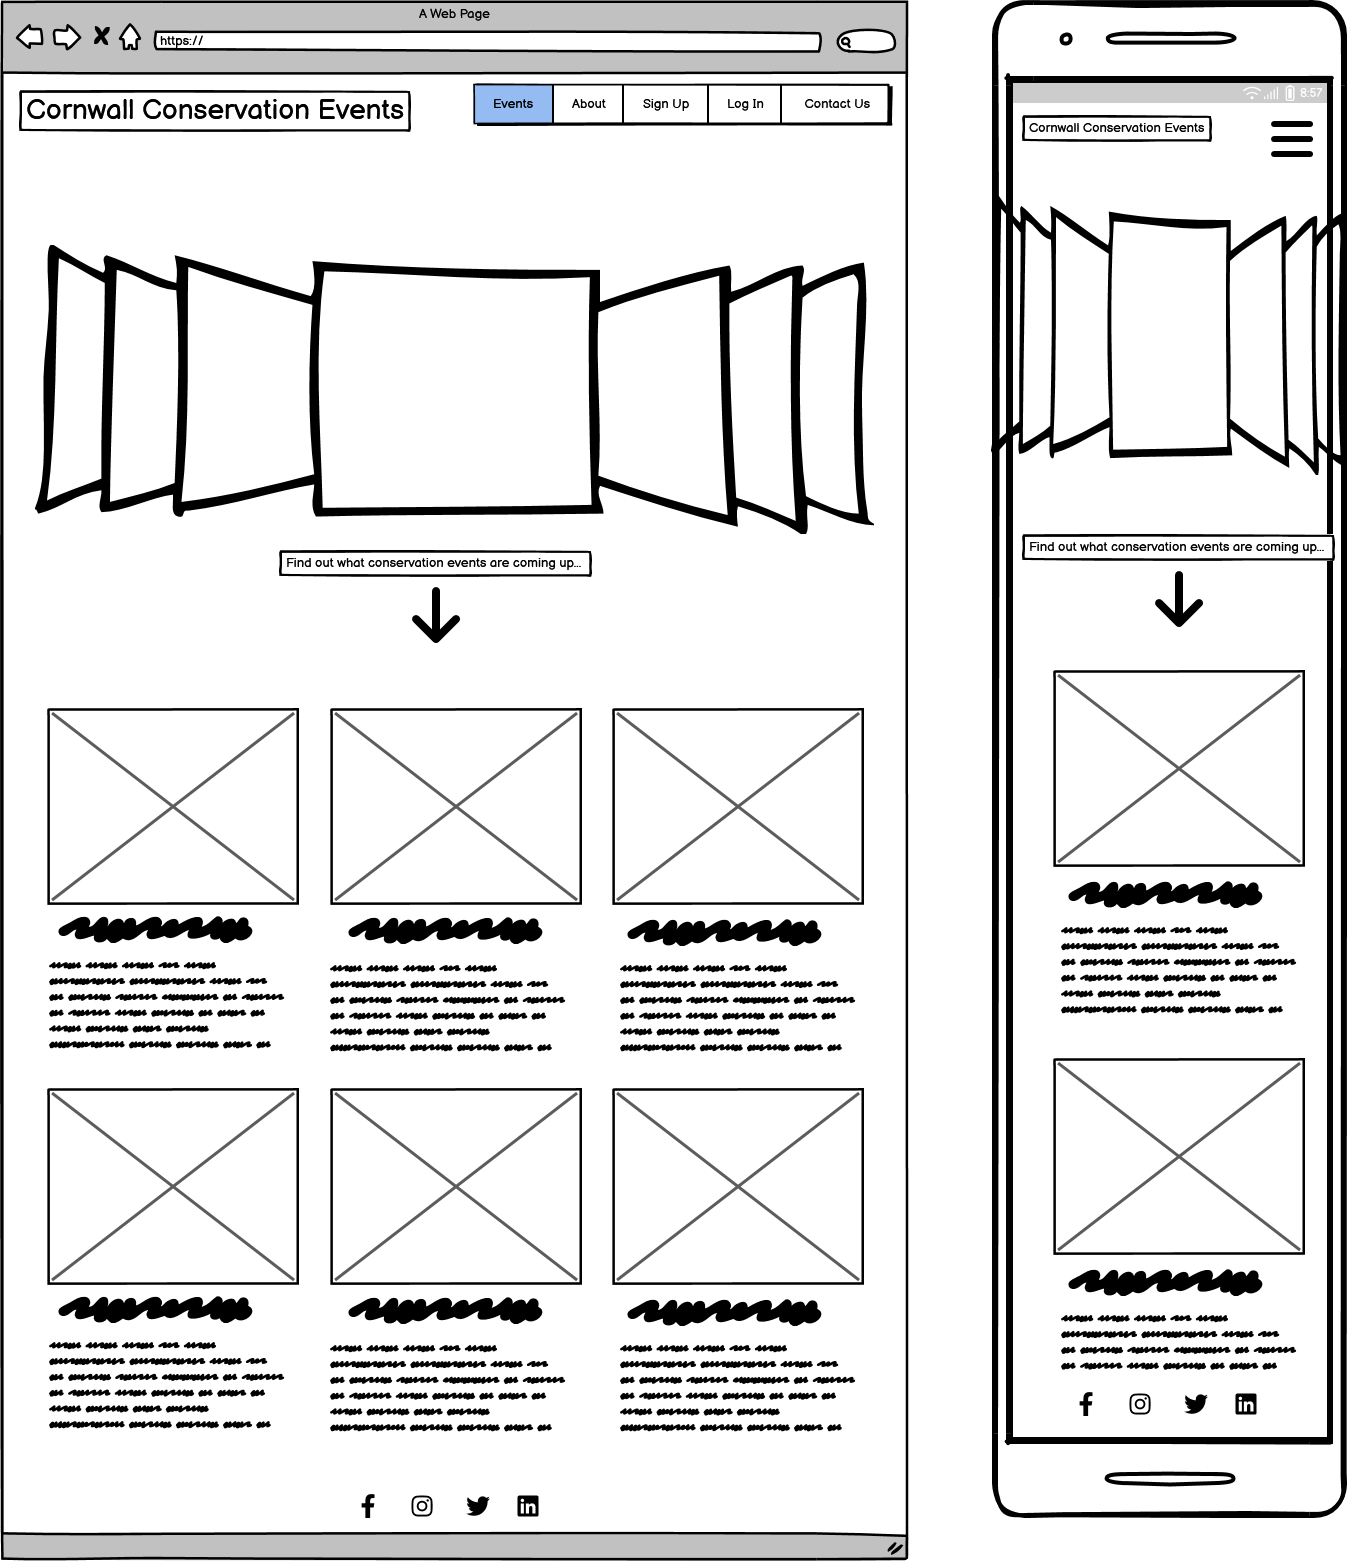 A Web Page
https://
Cornwall Conservation Events
Events About Sign Up Log In Contact Us
Find out what conservation events are coming up...
8:57
Cornwall Conservation Events
Find out what conservation events are coming up...